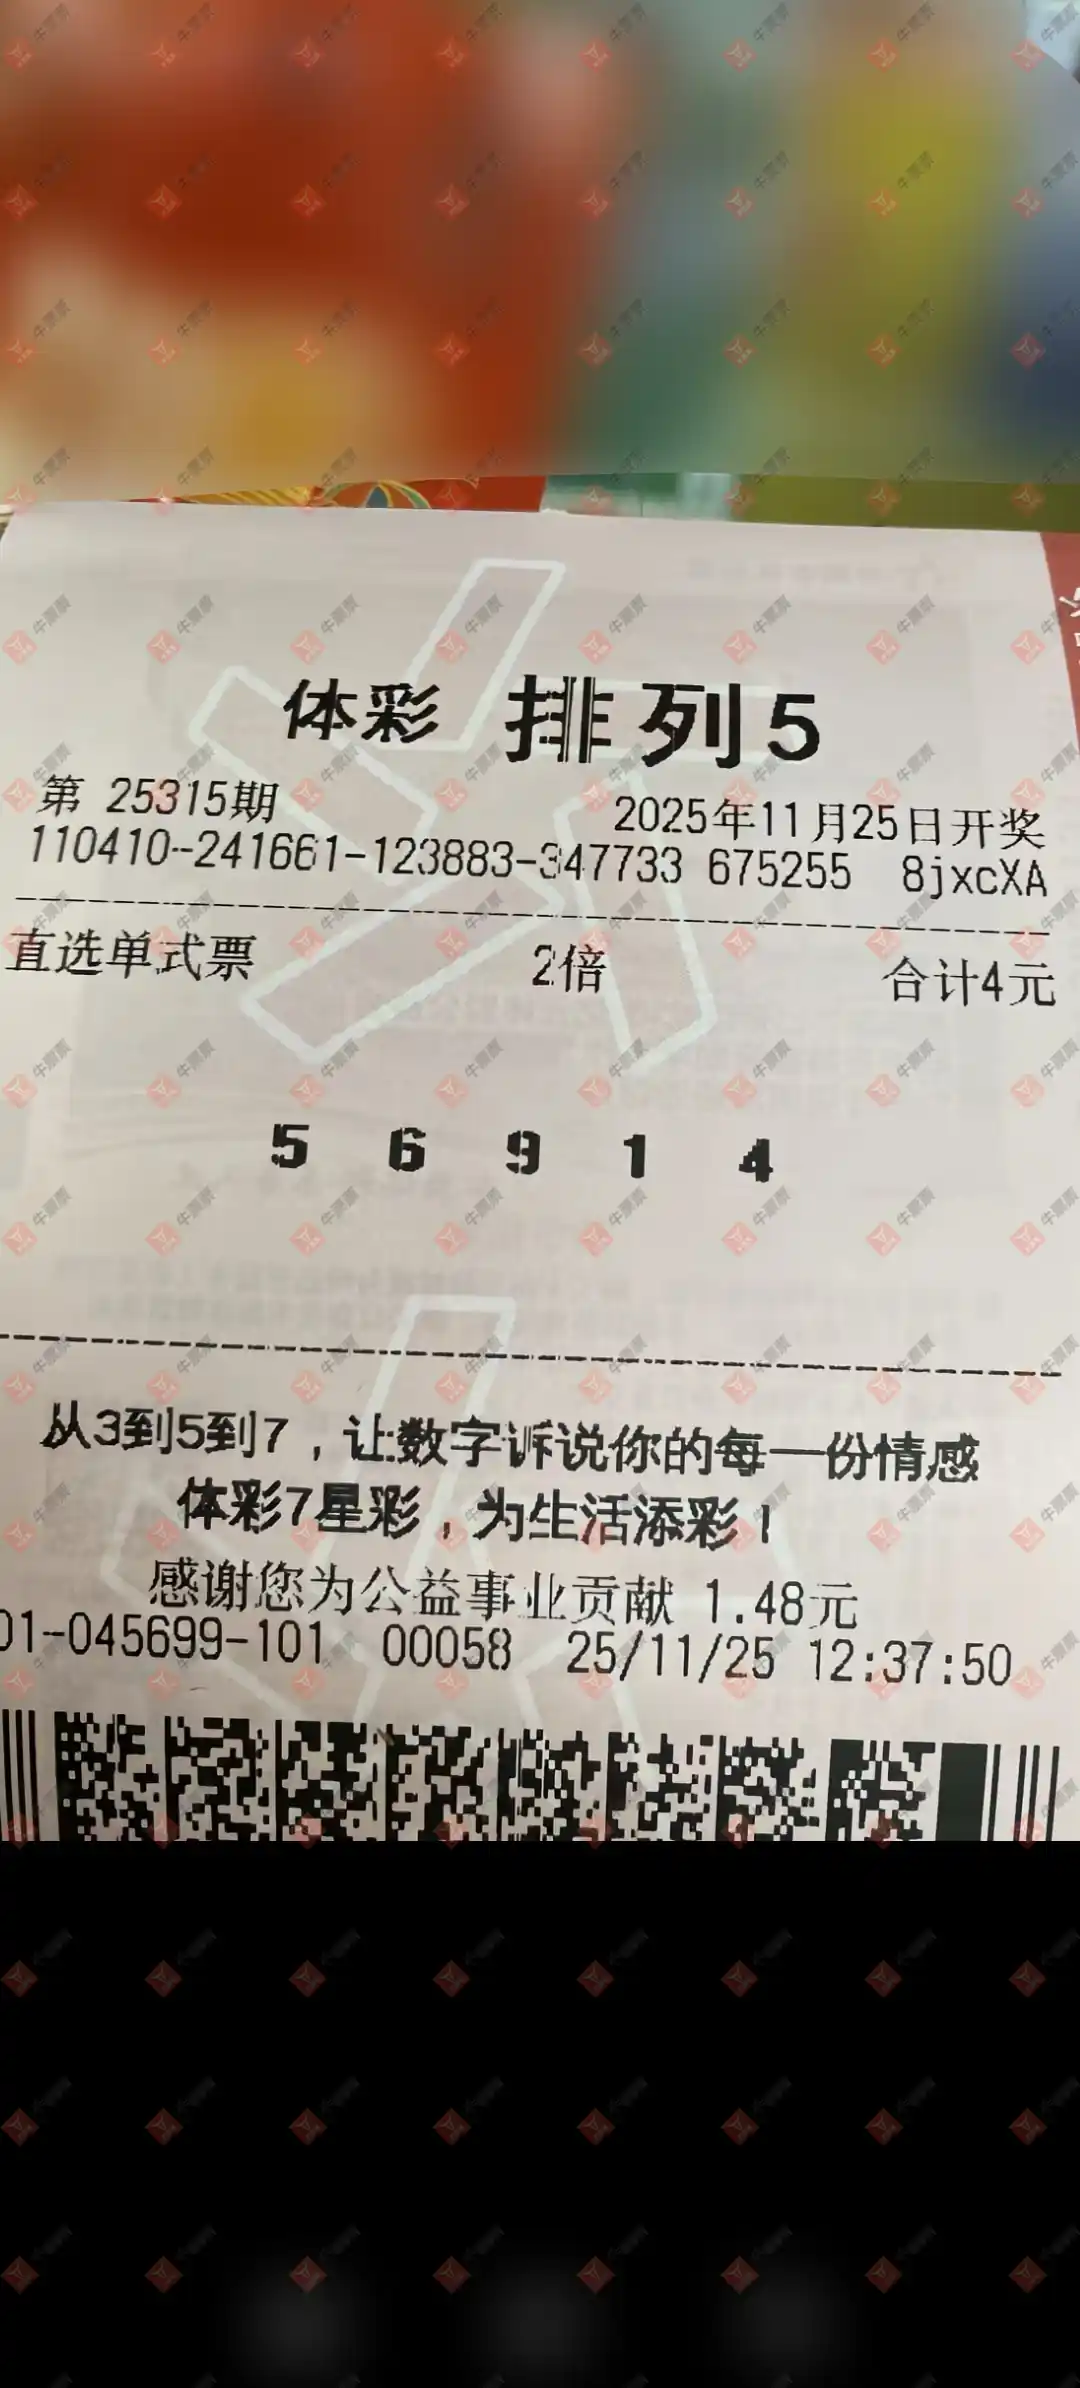 体彩 排列5
第 25315期 2025年11月25日开奖
110410-241661-123883-347733 675255 8jxcXA
直选单式票 2倍 合计4元
5 6 9 1 4
从3到5到7，让数字诉说你的每一份情感
体彩7星彩，为生活添彩！
感谢您为公益事业贡献 1.48元
01-045699-101 00058 25/11/25 12:37:50
牛票票